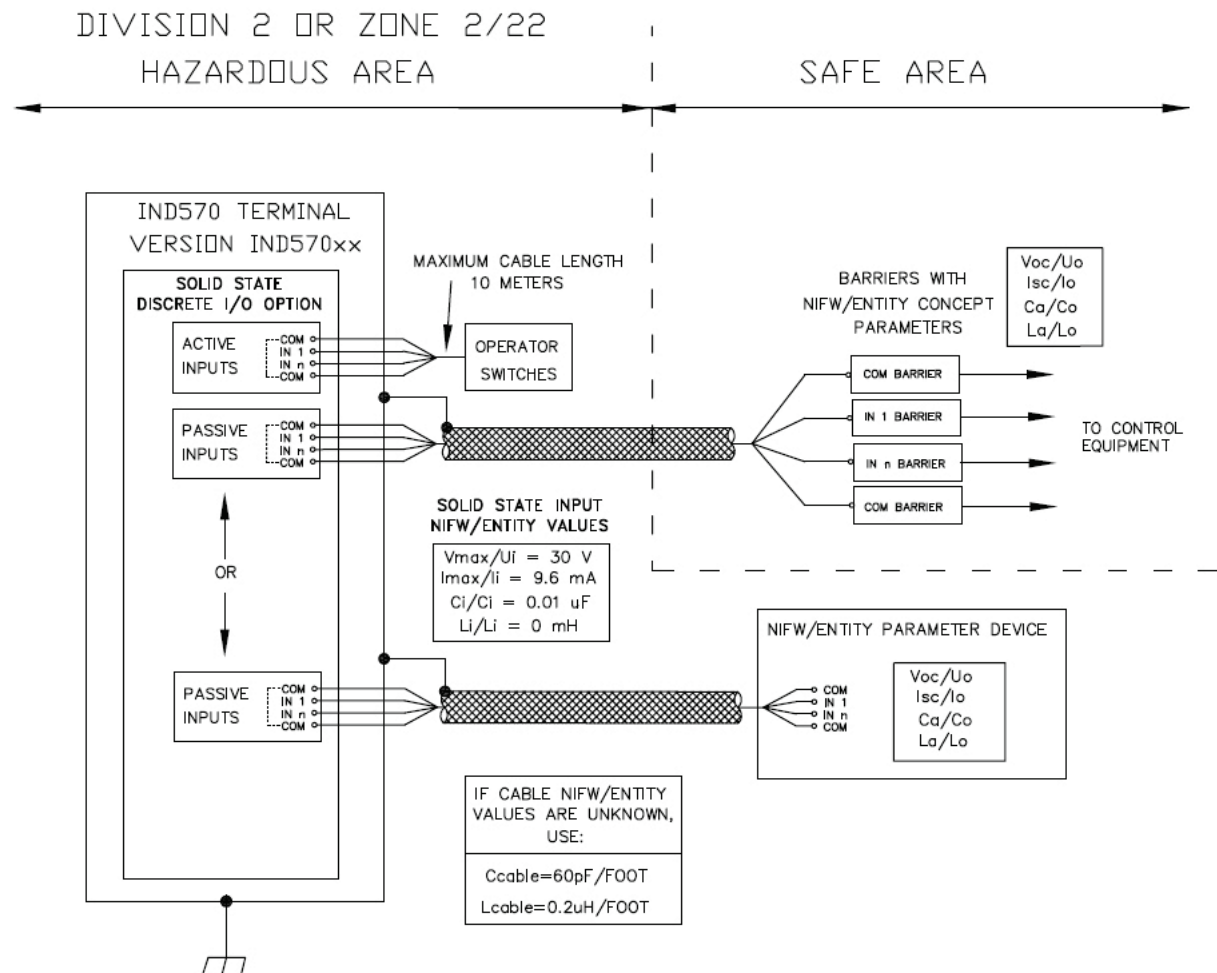 DIVISION 2 OR ZONE 2/22
HAZARDOUS AREA
SAFE AREA
IND570 TERMINAL
VERSION IND570xx
SOLID STATE
DISCRETE I/O OPTION
ACTIVE
INPUTS
COM
IN 1
IN n
COM
MAXIMUM CABLE LENGTH
10 METERS
OPERATOR
SWITCHES
BARRIERS WITH
NIFW/ENTITY CONCEPT
PARAMETERS
Voc/Uo
Isc/Io
Ca/Co
La/Lo
PASSIVE
INPUTS
COM
IN 1
IN n
COM
COM BARRIER
IN 1 BARRIER
IN n BARRIER
COM BARRIER
TO CONTROL
EQUIPMENT
OR
SOLID STATE INPUT
NIFW/ENTITY VALUES
Vmax/Ui = 30 V
Imax/Ii = 9.6 mA
Ci/Ci = 0.01 uF
Li/Li = 0 mH
PASSIVE
INPUTS
COM
IN 1
IN n
COM
NIFW/ENTITY PARAMETER DEVICE
COM
IN 1
IN n
COM
Voc/Uo
Isc/Io
Ca/Co
La/Lo
IF CABLE NIFW/ENTITY
VALUES ARE UNKNOWN,
USE:
Ccable=60pF/FOOT
Lcable=0.2uH/FOOT